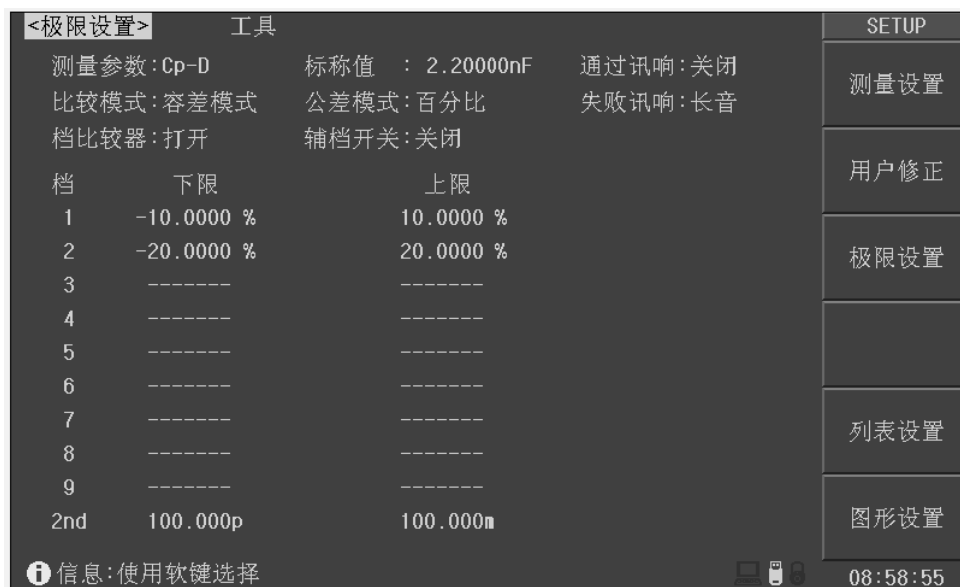 <极限设置> 工具 SETUP
测量参数:Cp-D 标称值 : 2.20000nF 通过讯响:关闭
测量设置
比较模式:容差模式 公差模式:百分比 失败讯响:长音
档比较器:打开 辅档开关:关闭
用户修正
档 下限 上限
1 -10.0000 % 10.0000 %
2 -20.0000 % 20.0000 %
极限设置
3 ------- -------
4 ------- -------
5 ------- -------
6 ------- -------
7 ------- -------
列表设置
8 ------- -------
9 ------- -------
2nd 100.000p 100.000m
图形设置
信息:使用软键选择 08:58:55